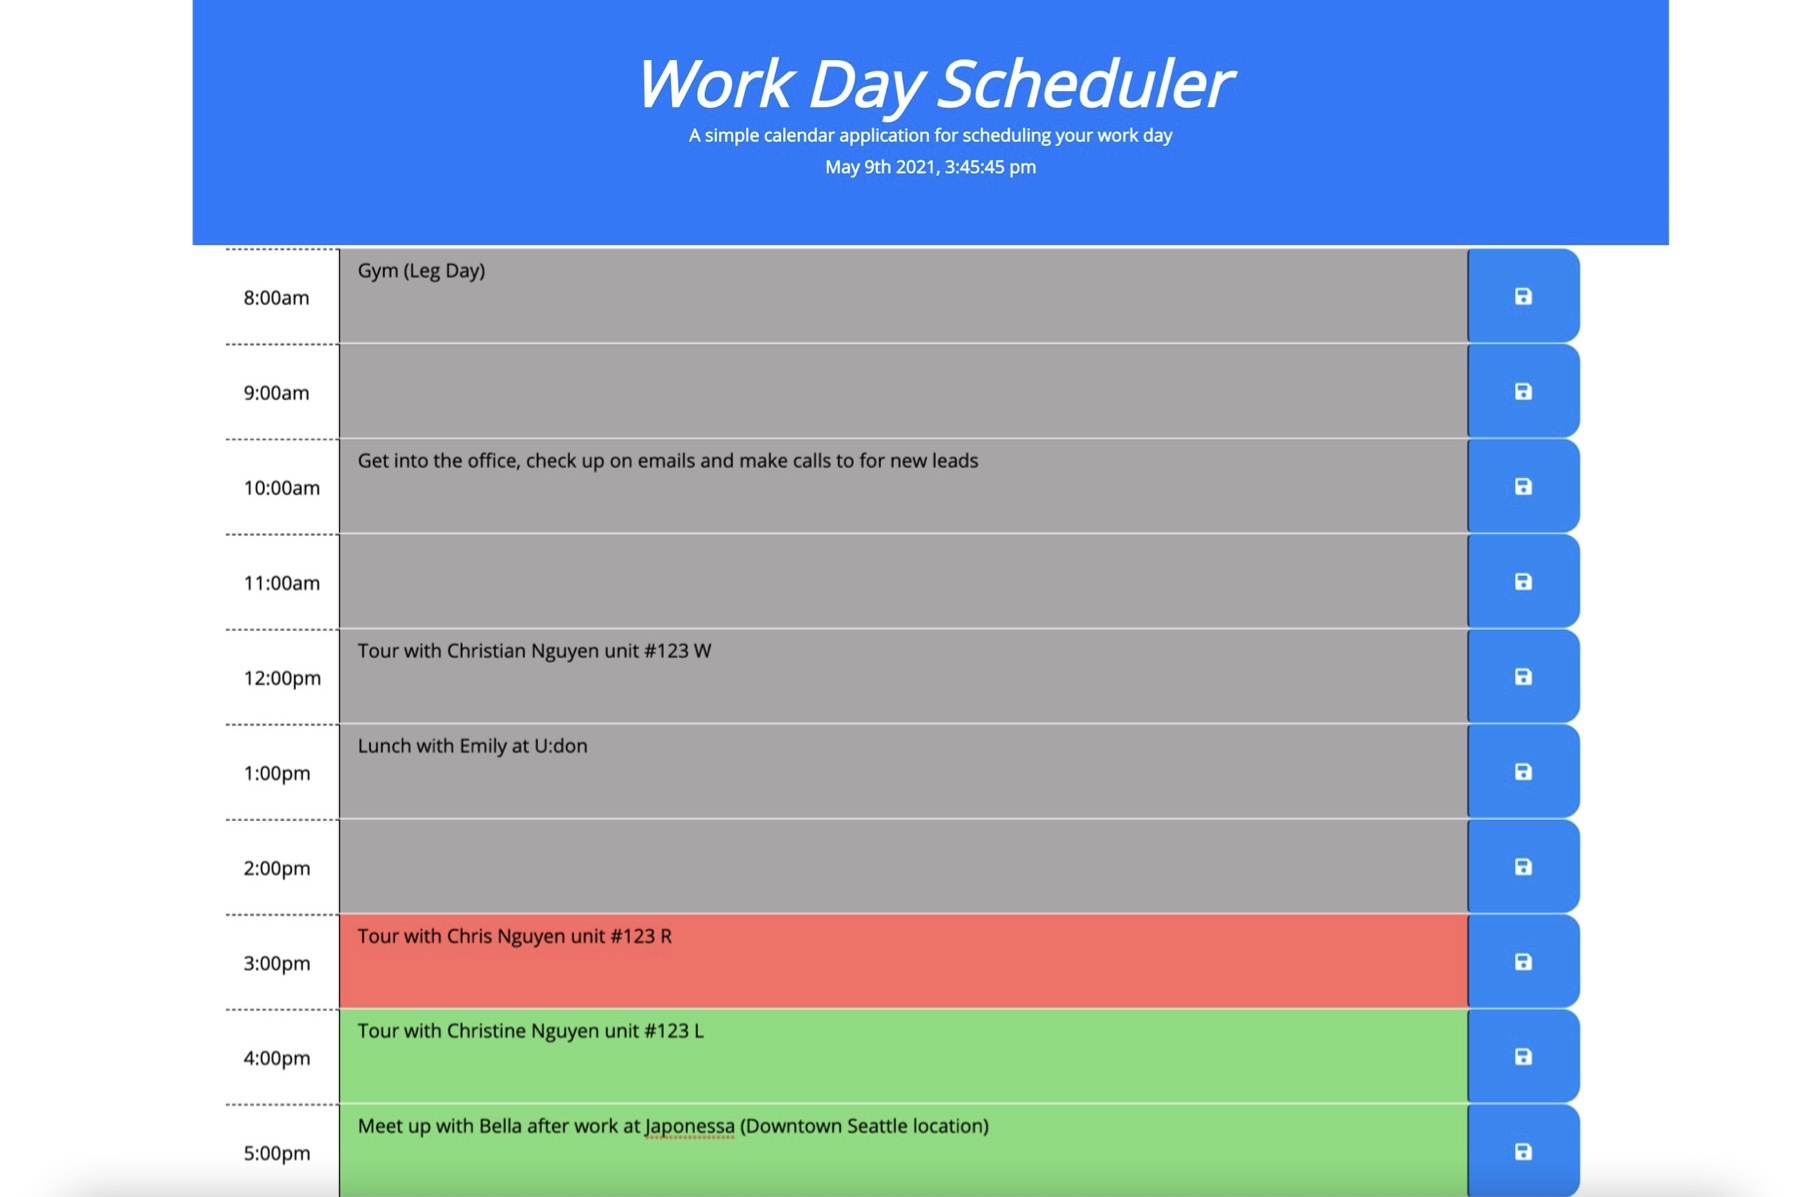 Work Day Scheduler
A simple calendar application for scheduling your work day
May 9th 2021, 3:45:45 pm
8:00am Gym (Leg Day)
9:00am
10:00am Get into the office, check up on emails and make calls to for new leads
11:00am
12:00pm Tour with Christian Nguyen unit #123 W
1:00pm Lunch with Emily at U:don
2:00pm
3:00pm Tour with Chris Nguyen unit #123 R
4:00pm Tour with Christine Nguyen unit #123 L
5:00pm Meet up with Bella after work at Japonessa (Downtown Seattle location)